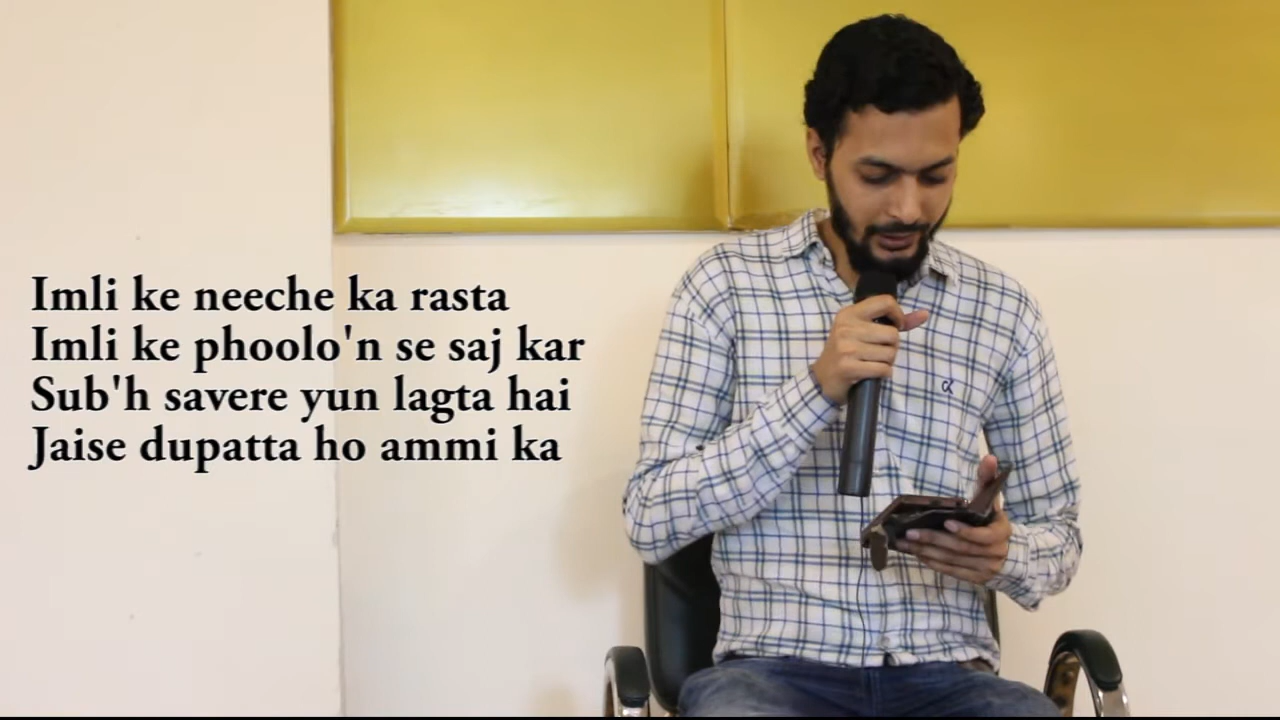 Imli ke neeche ka rasta
Imli ke phoolo'n se saj kar
Sub'h savere yun lagta hai
Jaise dupatta ho ammi ka